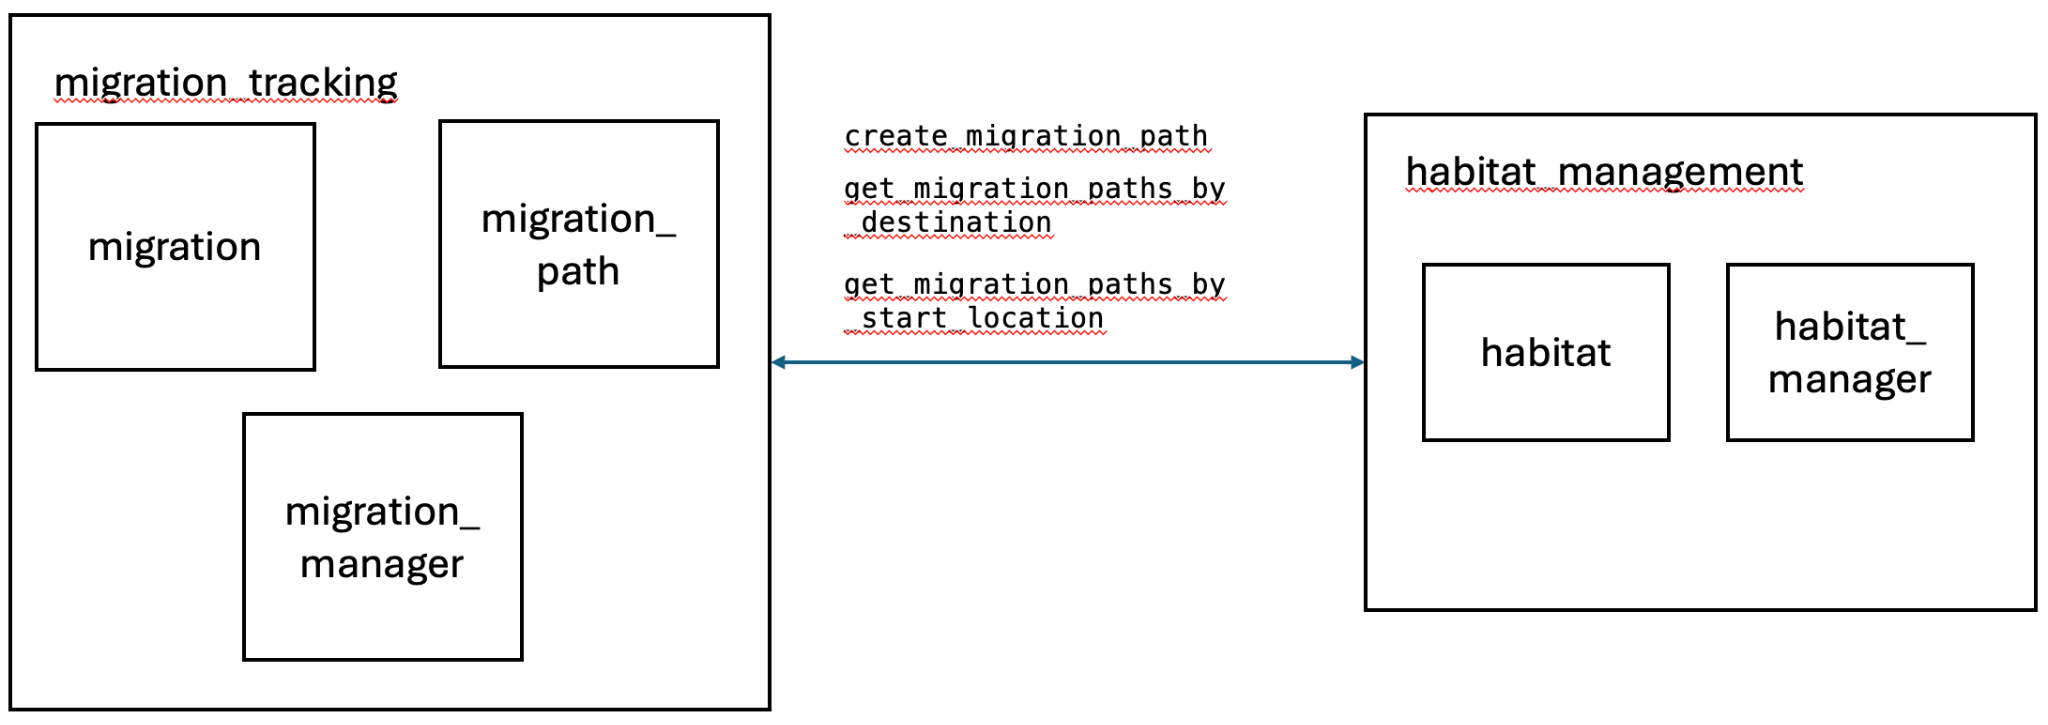 migration_tracking
migration
migration_
path
migration_
manager
create_migration_path
get_migration_paths_by
_destination
get_migration_paths_by
_start_location
habitat_management
habitat
habitat_
manager